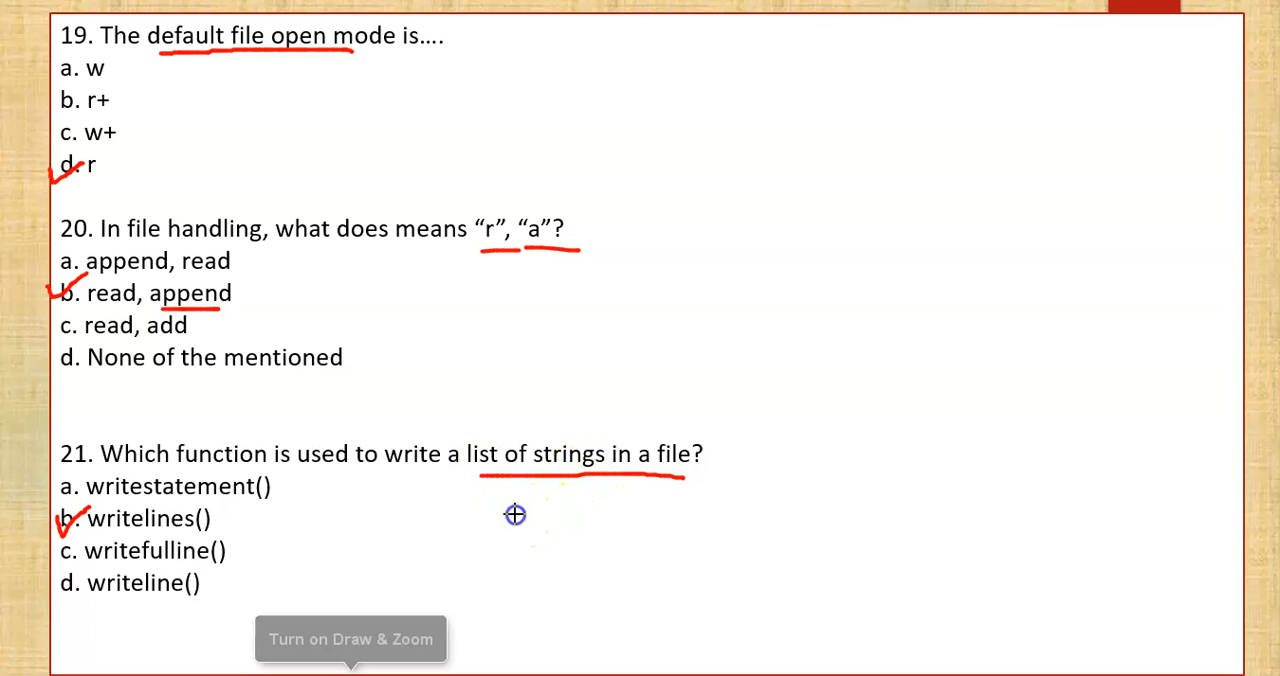 19. The default file open mode is....
a. w
b. r+
c. w+
d. r
20. In file handling, what does means “r”, “a”?
a. append, read
b. read, append
c. read, add
d. None of the mentioned
21. Which function is used to write a list of strings in a file?
a. writestatement()
b. writelines()
c. writefulline()
d. writeline()
Turn on Draw & Zoom